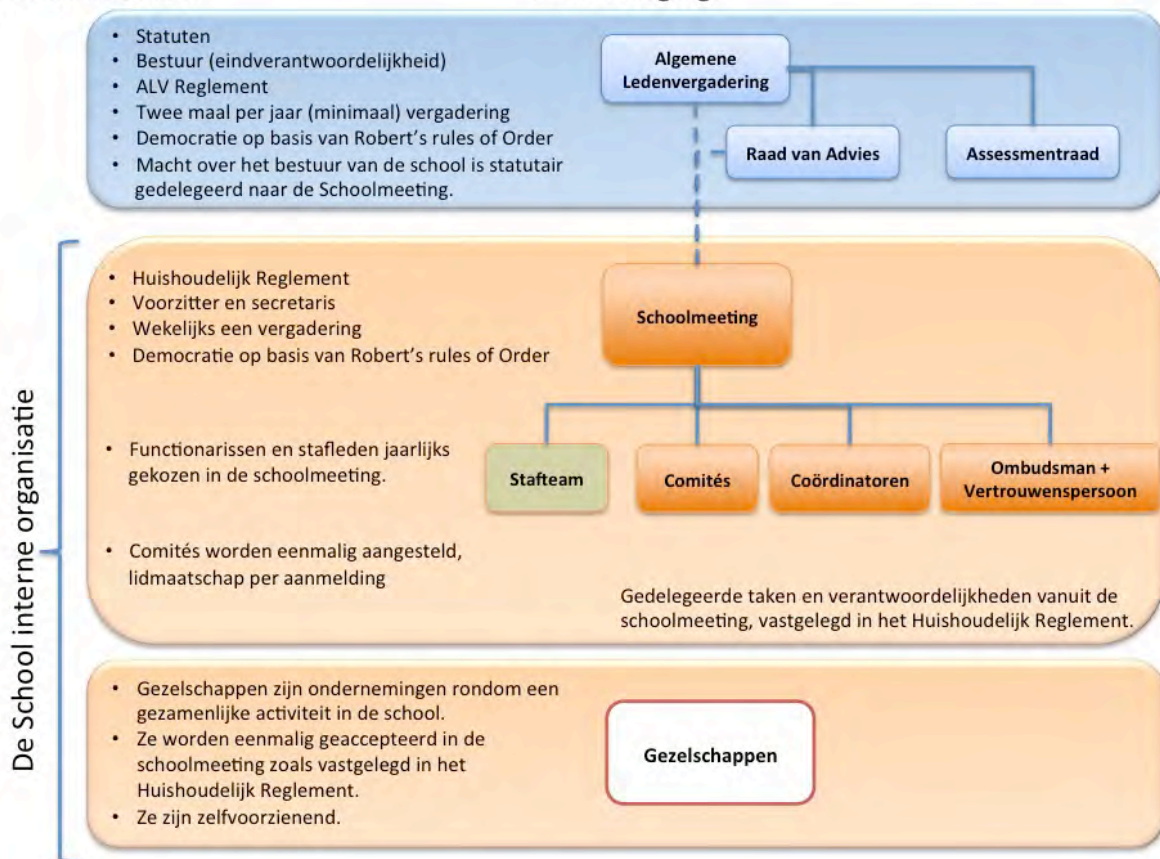 • Statuten
• Bestuur (eindverantwoordelijkheid)
• ALV Reglement
• Twee maal per jaar (minimaal) vergadering
• Democratie op basis van Robert's rules of Order
• Macht over het bestuur van de school is statutair
gedelegeerd naar de Schoolmeeting.
Algemene
Ledenvergadering
Raad van Advies
Assessmentraad
De School interne organisatie
• Huishoudelijk Reglement
• Voorzitter en secretaris
• Wekelijks een vergadering
• Democratie op basis van Robert's rules of Order
Schoolmeeting
• Functionarissen en stafleden jaarlijks
gekozen in de schoolmeeting.
Stafteam
Comités
Coördinatoren
Ombudsman +
Vertrouwenspersoon
• Comités worden eenmalig aangesteld,
lidmaatschap per aanmelding
Gedelegeerde taken en verantwoordelijkheden vanuit de
schoolmeeting, vastgelegd in het Huishoudelijk Reglement.
• Gezelschappen zijn ondernemingen rondom een
gezamenlijke activiteit in de school.
• Ze worden eenmalig geaccepteerd in de
schoolmeeting zoals vastgelegd in het
Huishoudelijk Reglement.
• Ze zijn zelfvoorzienend.
Gezelschappen